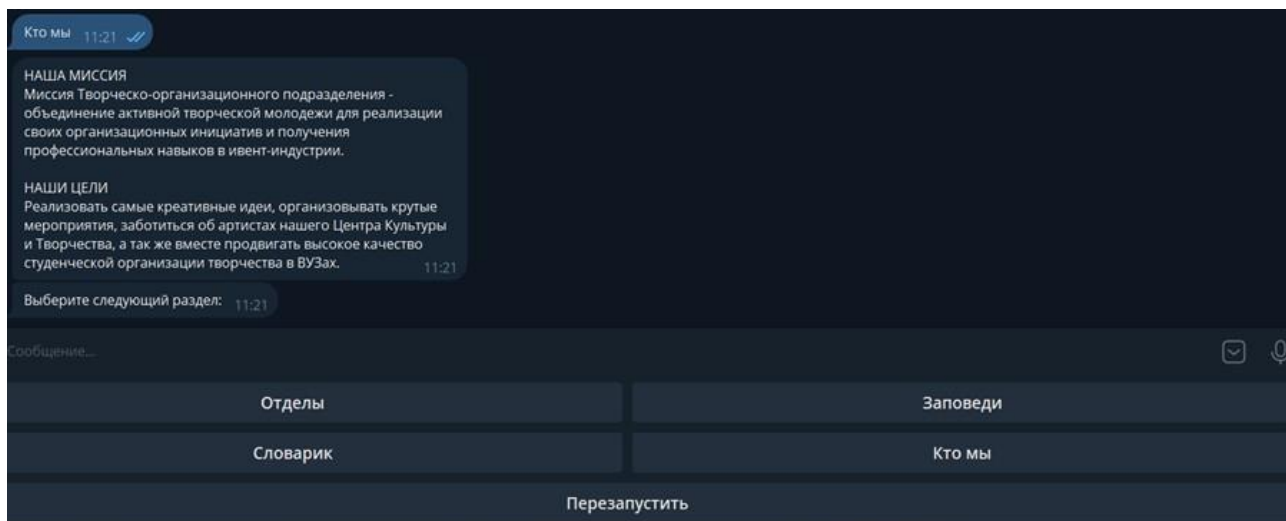 Кто мы 11:21
НАША МИССИЯ
Миссия Творческо-организационного подразделения -
объединение активной творческой молодежи для реализации
своих организационных инициатив и получения
профессиональных навыков в ивент-индустрии.
НАШИ ЦЕЛИ
Реализовать самые креативные идеи, организовывать крутые
мероприятия, заботиться об артистах нашего Центра Культуры
и Творчества, а так же вместе продвигать высокое качество
студенческой организации творчества в ВУЗах. 11:21
Выберите следующий раздел: 11:21
Сообщение...
Отделы Заповеди
Словарик Кто мы
Перезапустить